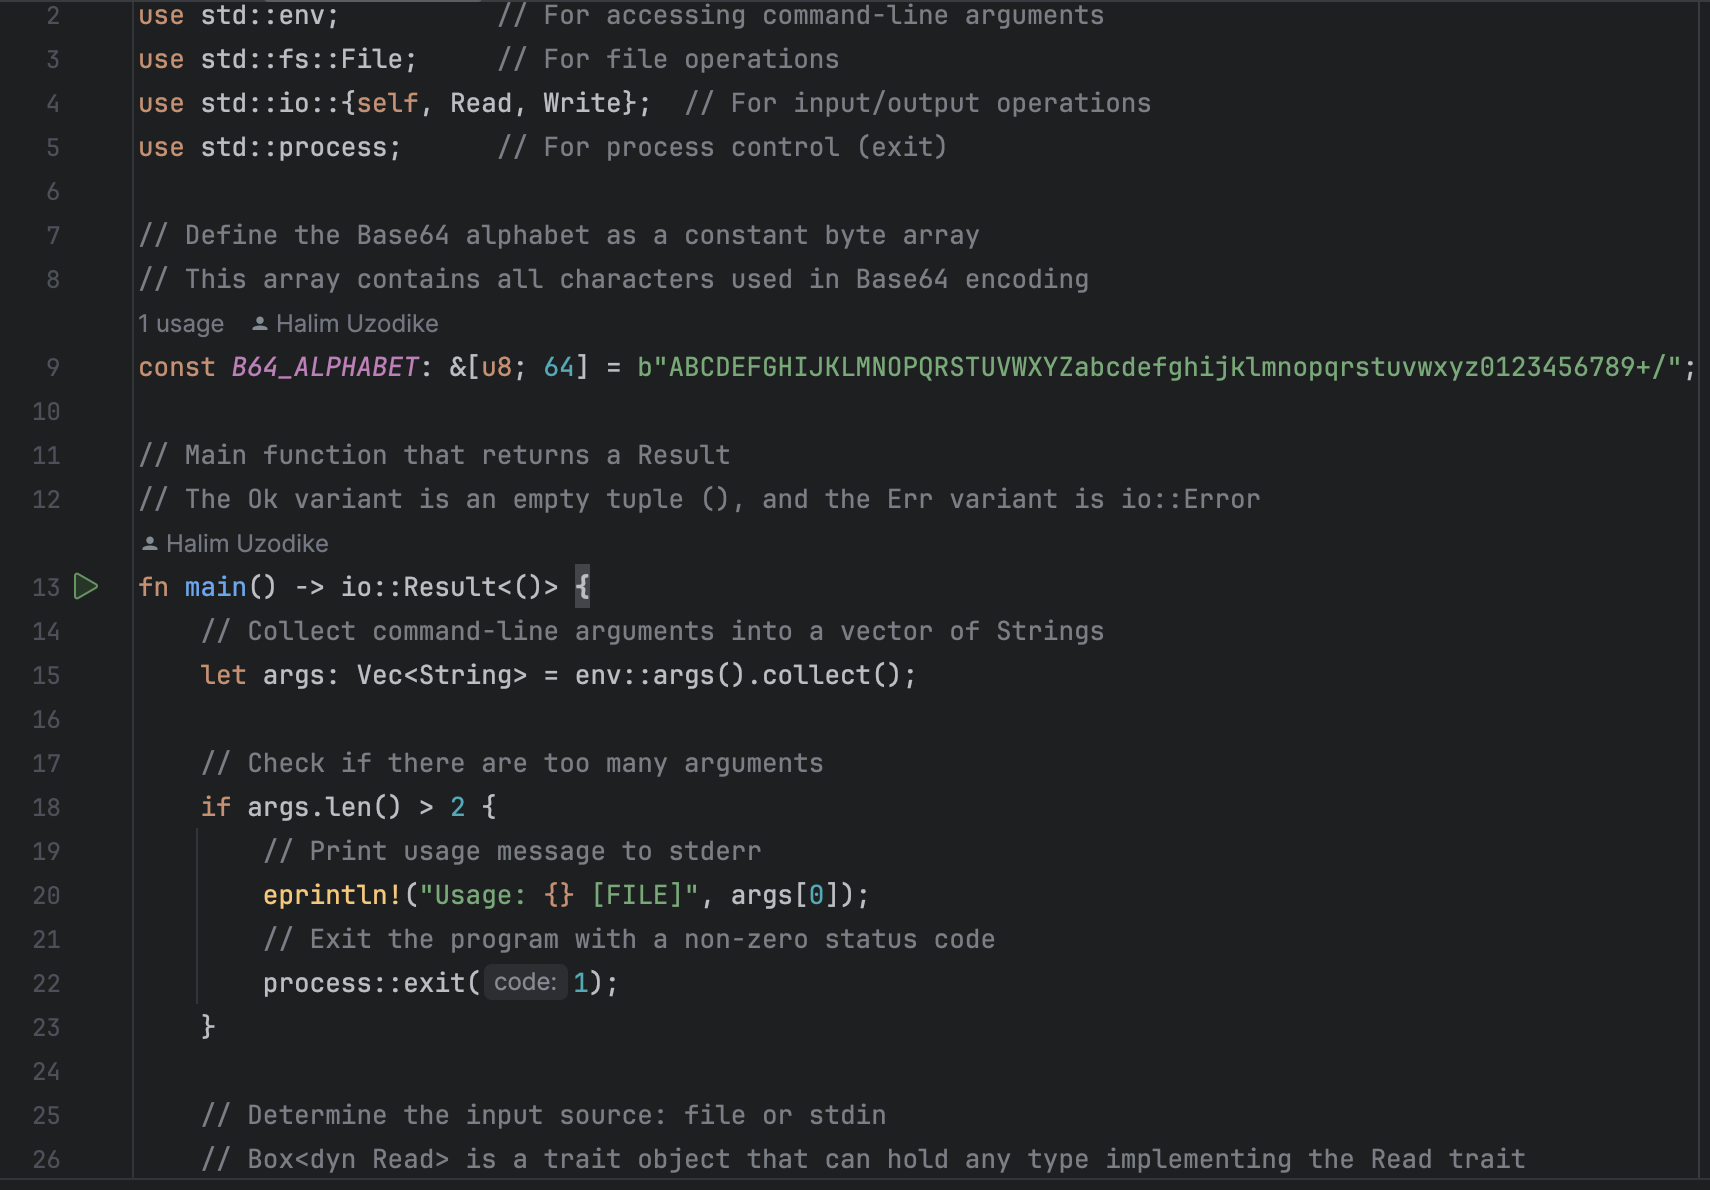 2 use std::env;          // For accessing command-line arguments
3 use std::fs::File;     // For file operations
4 use std::io::{self, Read, Write};  // For input/output operations
5 use std::process;      // For process control (exit)
6
7 // Define the Base64 alphabet as a constant byte array
8 // This array contains all characters used in Base64 encoding
1 usage Halim Uzodike
9 const B64_ALPHABET: &[u8; 64] = b"ABCDEFGHIJKLMNOPQRSTUVWXYZabcdefghijklmnopqrstuvwxyz0123456789+/";
10
11 // Main function that returns a Result
12 // The Ok variant is an empty tuple (), and the Err variant is io::Error
Halim Uzodike
13 fn main() -> io::Result<()> {
14     // Collect command-line arguments into a vector of Strings
15     let args: Vec<String> = env::args().collect();
16
17     // Check if there are too many arguments
18     if args.len() > 2 {
19         // Print usage message to stderr
20         eprintln!("Usage: {} [FILE]", args[0]);
21         // Exit the program with a non-zero status code
22         process::exit( code: 1);
23     }
24
25     // Determine the input source: file or stdin
26     // Box<dyn Read> is a trait object that can hold any type implementing the Read trait